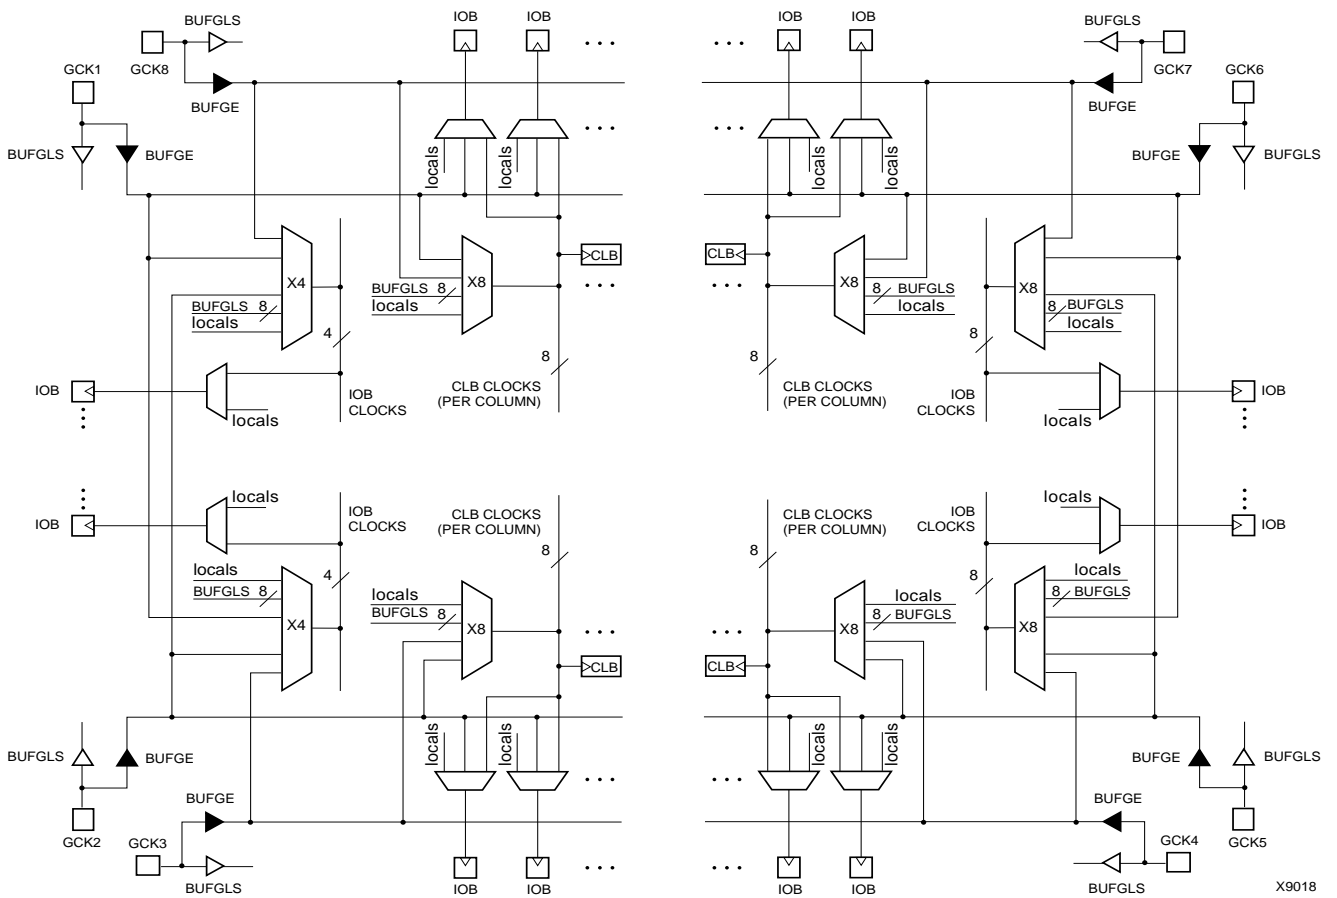 BUFGLS
IOB
IOB
IOB
IOB
BUFGLS
GCK8
GCK7
GCK1
GCK6
BUFGE
BUFGE
BUFGLS
BUFGE
BUFGE
BUFGLS
locals
locals
locals
locals
CLB
CLB
X4
X8
X8
X8
BUFGLS 8
locals
BUFGLS 8
locals
8 BUFGLS
locals
8 BUFGLS
locals
4
8
8
8
IOB
IOB
CLOCKS
CLB CLOCKS
(PER COLUMN)
CLB CLOCKS
(PER COLUMN)
IOB
CLOCKS
IOB
locals
locals
locals
locals
IOB
IOB
CLOCKS
CLB CLOCKS
(PER COLUMN)
CLB CLOCKS
(PER COLUMN)
IOB
CLOCKS
IOB
8
8
4
8
locals
BUFGLS 8
locals
BUFGLS 8
locals
8 BUFGLS
locals
8 BUFGLS
X4
X8
X8
X8
CLB
CLB
locals
locals
locals
locals
BUFGLS
BUFGE
BUFGE
BUFGLS
BUFGE
BUFGE
GCK2
GCK3
GCK4
GCK5
BUFGLS
IOB
IOB
IOB
IOB
BUFGLS
X9018